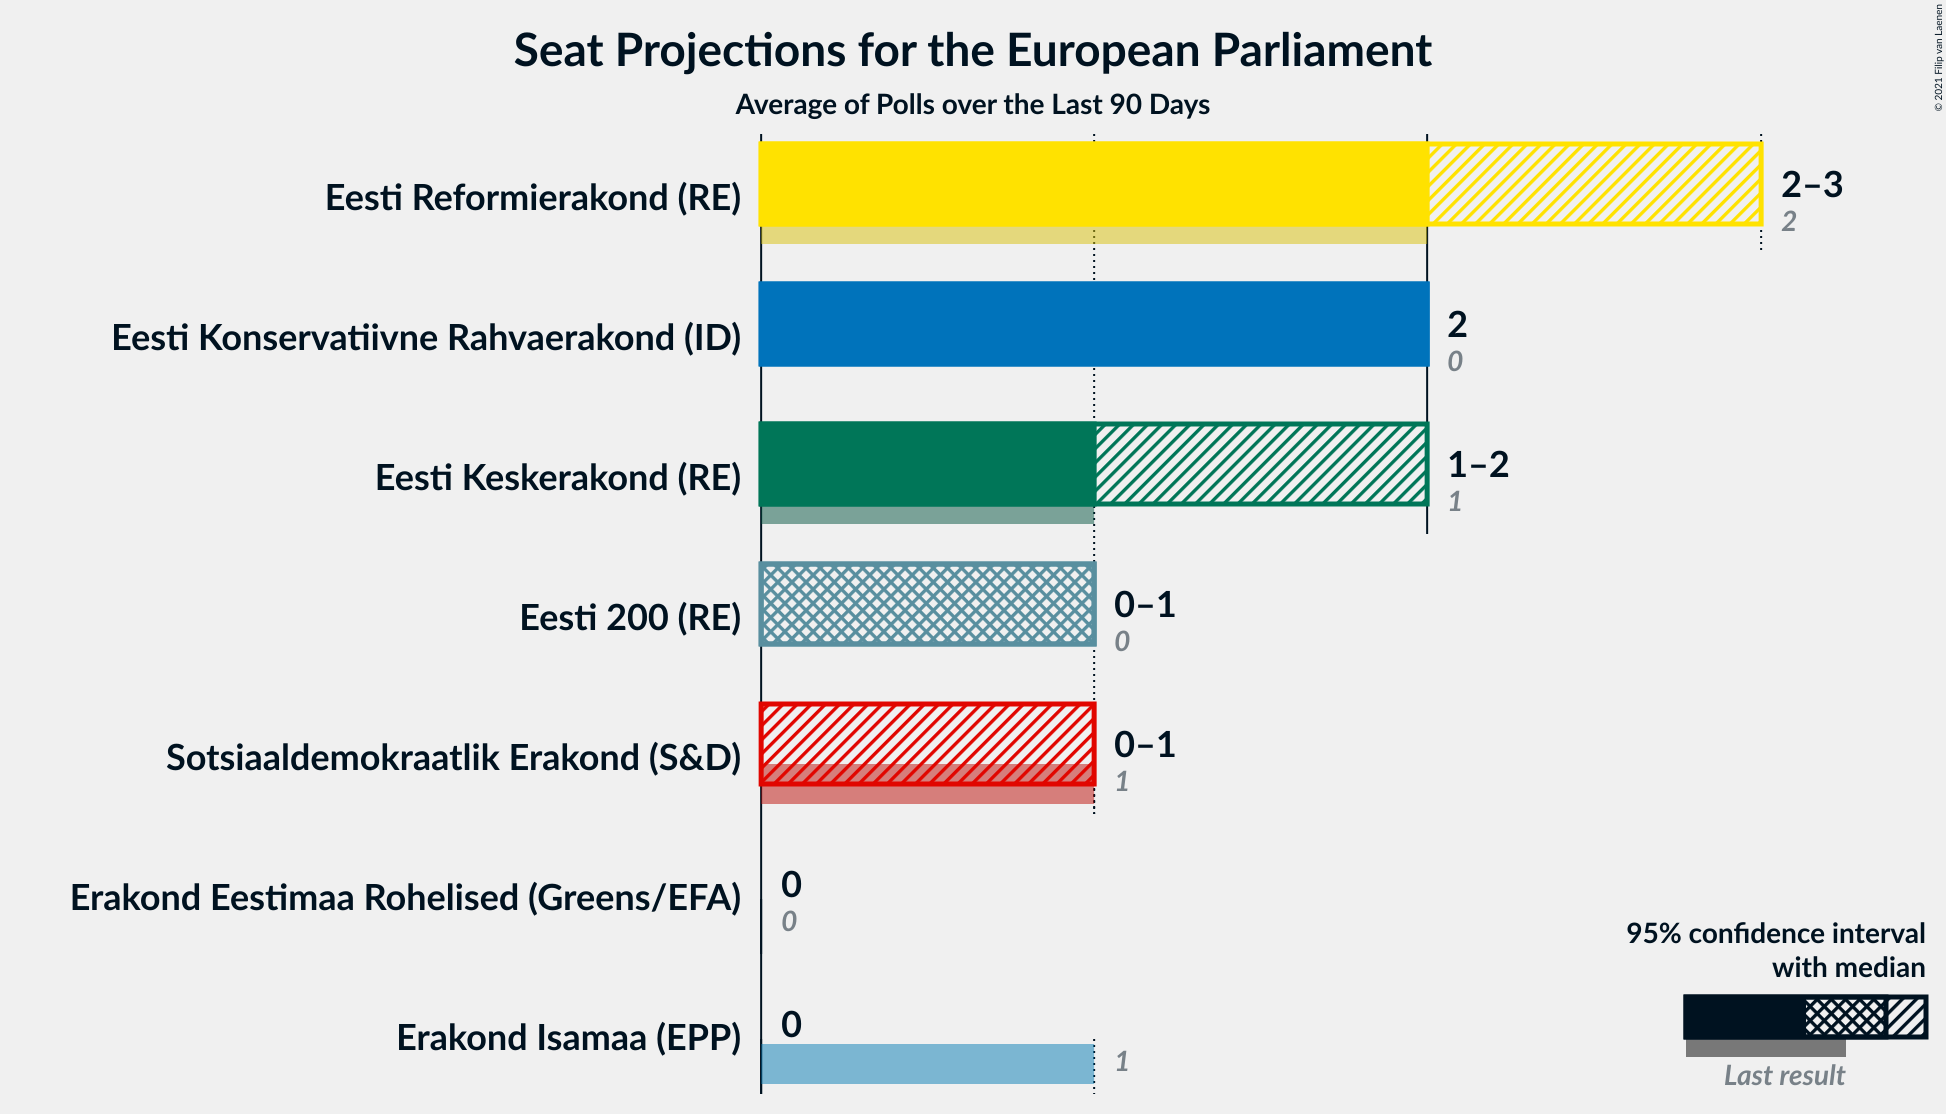 Seat Projections for the European Parliament
Average of Polls over the Last 90 Days
© 2021 Filip van Laenen
Eesti Reformierakond (RE)
2–3
2
Eesti Konservatiivne Rahvaerakond (ID)
2
0
Eesti Keskerakond (RE)
1–2
1
Eesti 200 (RE)
0–1
0
Sotsiaaldemokraatlik Erakond (S&D)
0–1
1
Erakond Eestimaa Rohelised (Greens/EFA)
0
0
Erakond Isamaa (EPP)
0
1
95% confidence interval
with median
Last result